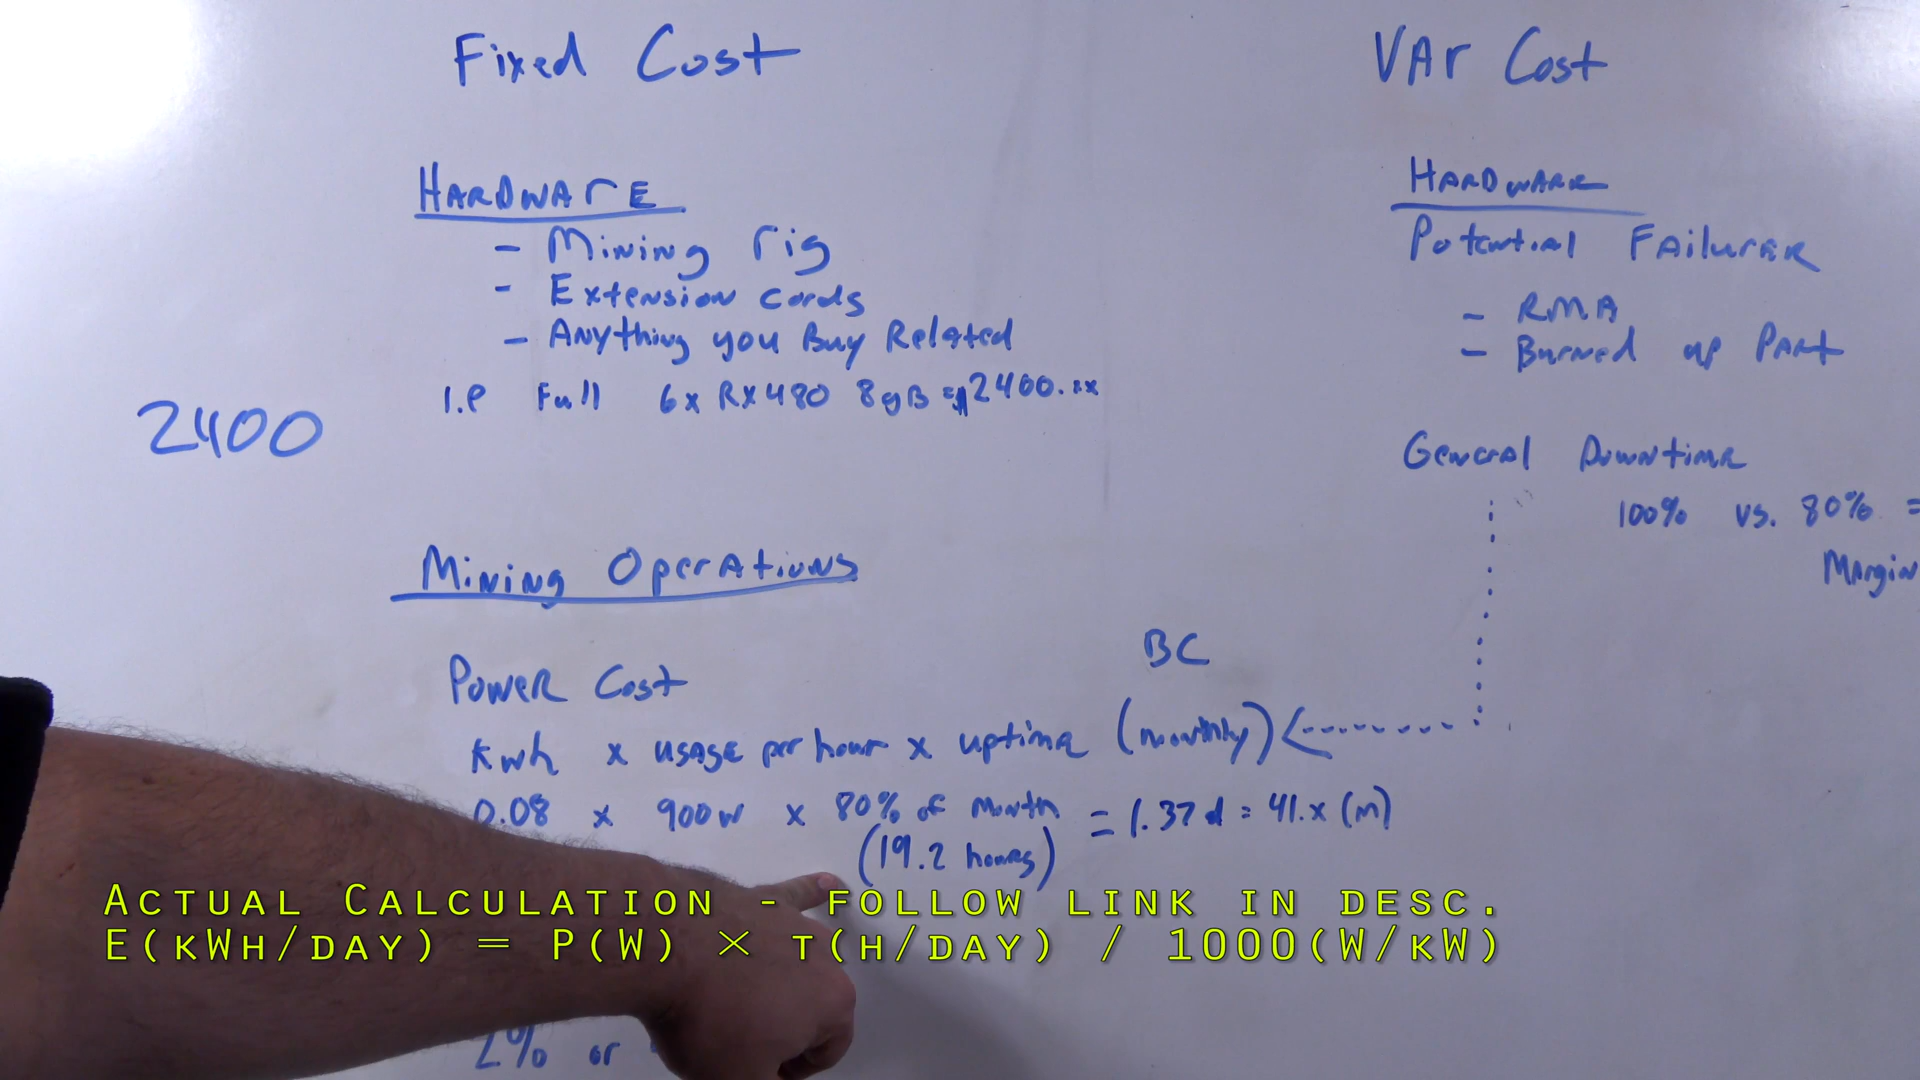 Fixed Cost
HARDWARE
- Mining rig
- Extension cords
- Anything you Buy Related
I.e Full 6x RX480 8gB = $2400.xx
2400
Mining Operations
Power Cost
BC
Kwh x usage per hour x uptime (monthly)
0.08 x 900w x 80% of Month = 1.37d = 41.x (m)
(19.2 hours)
2% or
VAr Cost
HARDWARE
Potential Failures
- RMA
- Burned up Part
General Downtime
100% vs. 80% =
Margin
Actual Calculation - follow link in desc.
E(kWh/day) = P(W) × t(h/day) / 1000(W/kW)